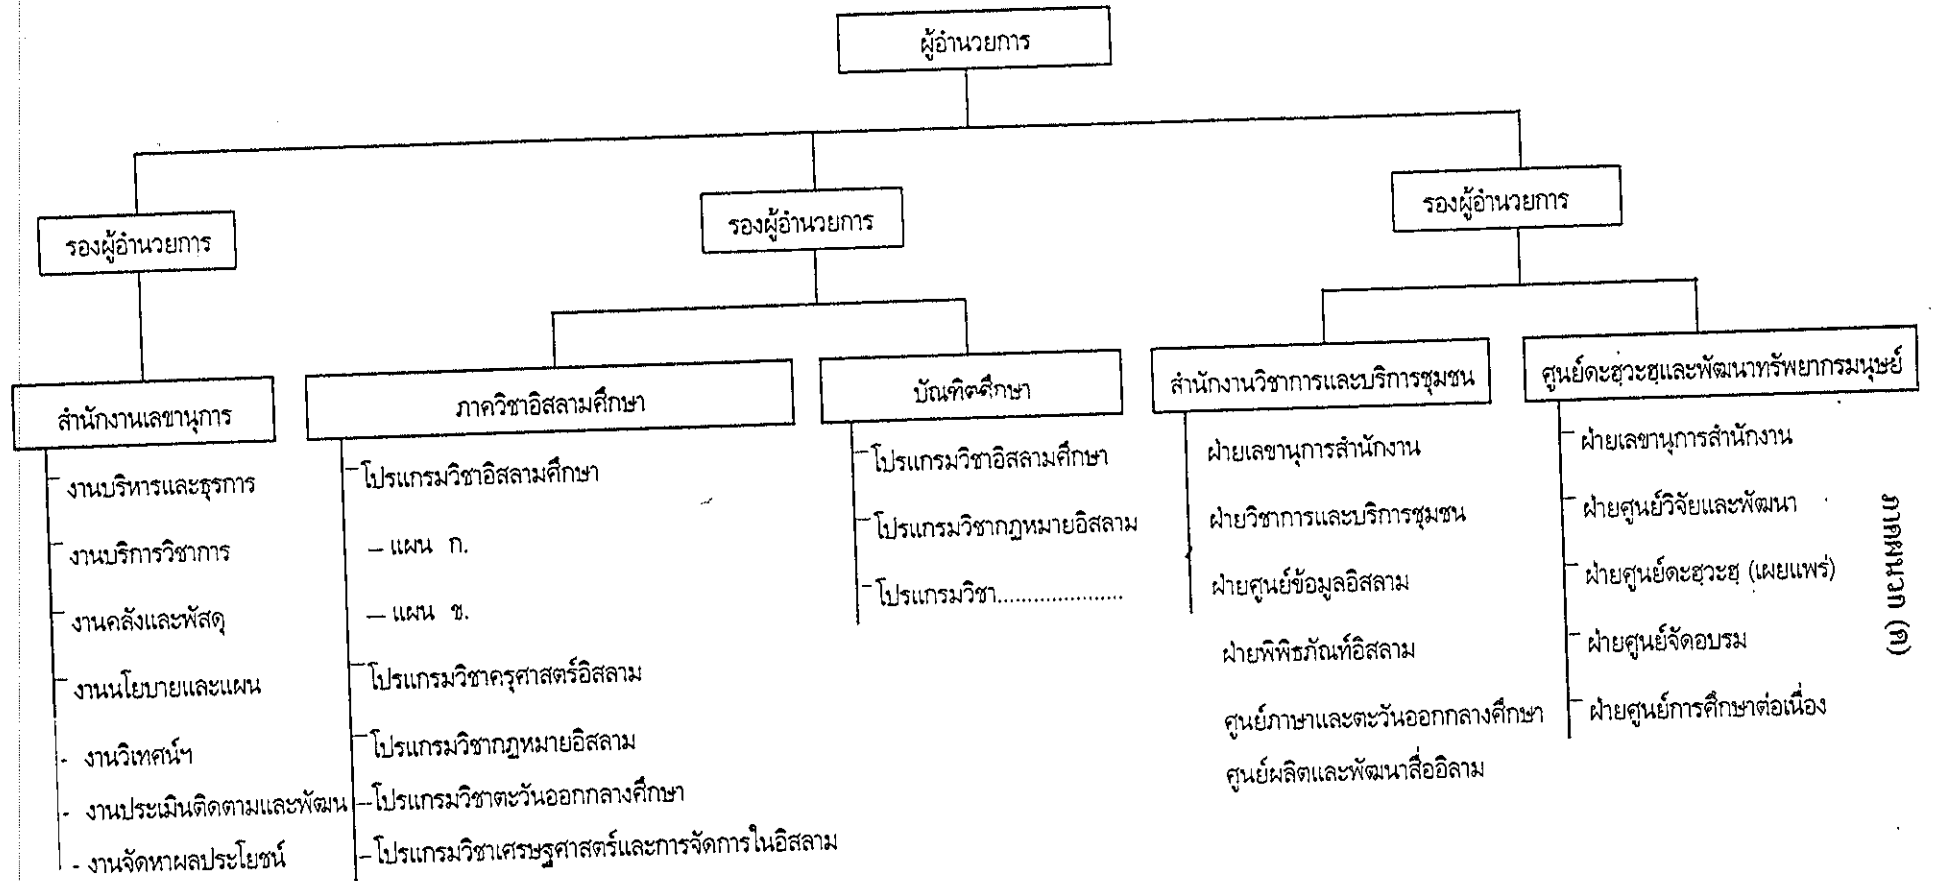 ผู้อำนวยการ
รองผู้อำนวยการ
รองผู้อำนวยการ
รองผู้อำนวยการ
สำนักงานเลขานุการ
งานบริหารและธุรการ
งานบริการวิชาการ
งานคลังและพัสดุ
งานนโยบายและแผน
- งานวิเทศน์ฯ
- งานประเมินติดตามและพัฒน
- งานจัดหาผลประโยชน์
ภาควิชาอิสลามศึกษา
โปรแกรมวิชาอิสลามศึกษา
– แผน ก.
– แผน ข.
โปรแกรมวิชาครุศาสตร์อิสลาม
โปรแกรมวิชากฎหมายอิสลาม
โปรแกรมวิชาตะวันออกกลางศึกษา
โปรแกรมวิชาเศรษฐศาสตร์และการจัดการในอิสลาม
บัณฑิตศึกษา
โปรแกรมวิชาอิสลามศึกษา
โปรแกรมวิชากฎหมายอิสลาม
โปรแกรมวิชา.....................
สำนักงานวิชาการและบริการชุมชน
ฝ่ายเลขานุการสำนักงาน
ฝ่ายวิชาการและบริการชุมชน
ฝ่ายศูนย์ข้อมูลอิสลาม
ฝ่ายพิพิธภัณฑ์อิสลาม
ศูนย์ภาษาและตะวันออกกลางศึกษา
ศูนย์ผลิตและพัฒนาสื่ออิลาม
ศูนย์ดะฮฺวะฮฺและพัฒนาทรัพยากรมนุษย์
ฝ่ายเลขานุการสำนักงาน
ฝ่ายศูนย์วิจัยและพัฒนา
ฝ่ายศูนย์ดะฮฺวะฮฺ (เผยแพร่)
ฝ่ายศูนย์จัดอบรม
ฝ่ายศูนย์การศึกษาต่อเนื่อง
ภาคผนวก (ค)